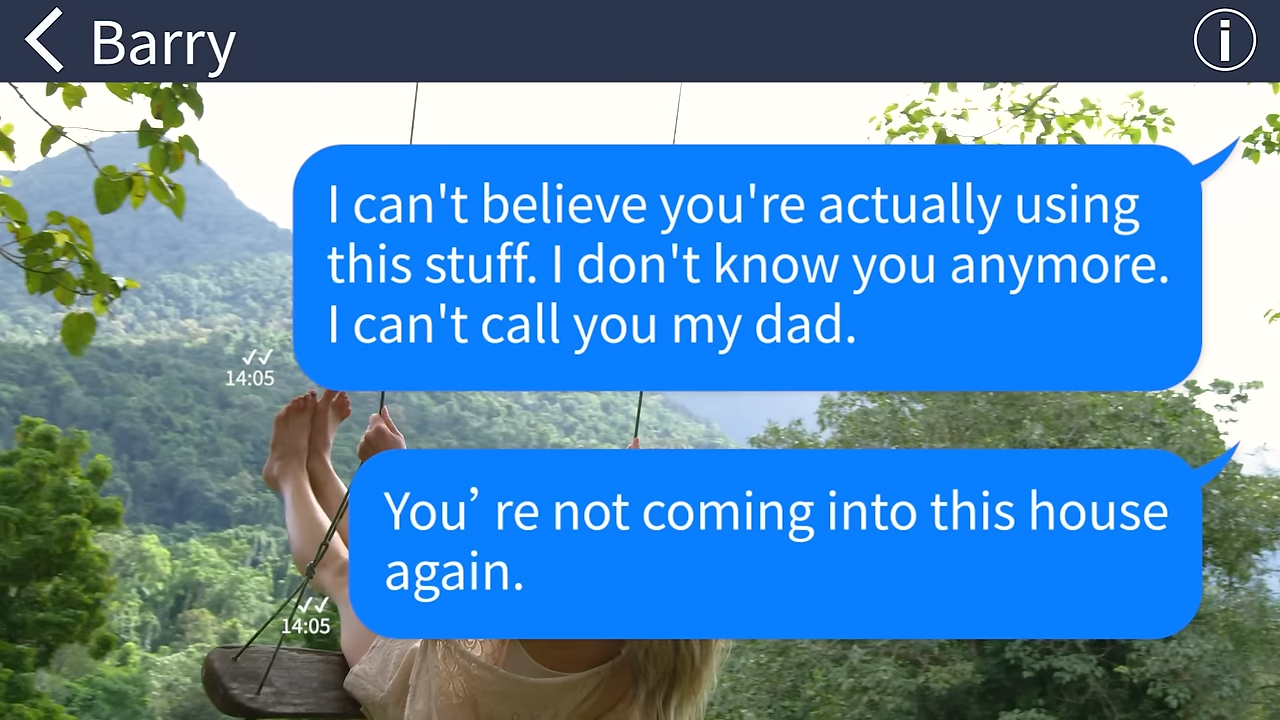 Barry
I can't believe you're actually using
this stuff. I don't know you anymore.
I can't call you my dad.
14:05
You’ re not coming into this house
again.
14:05